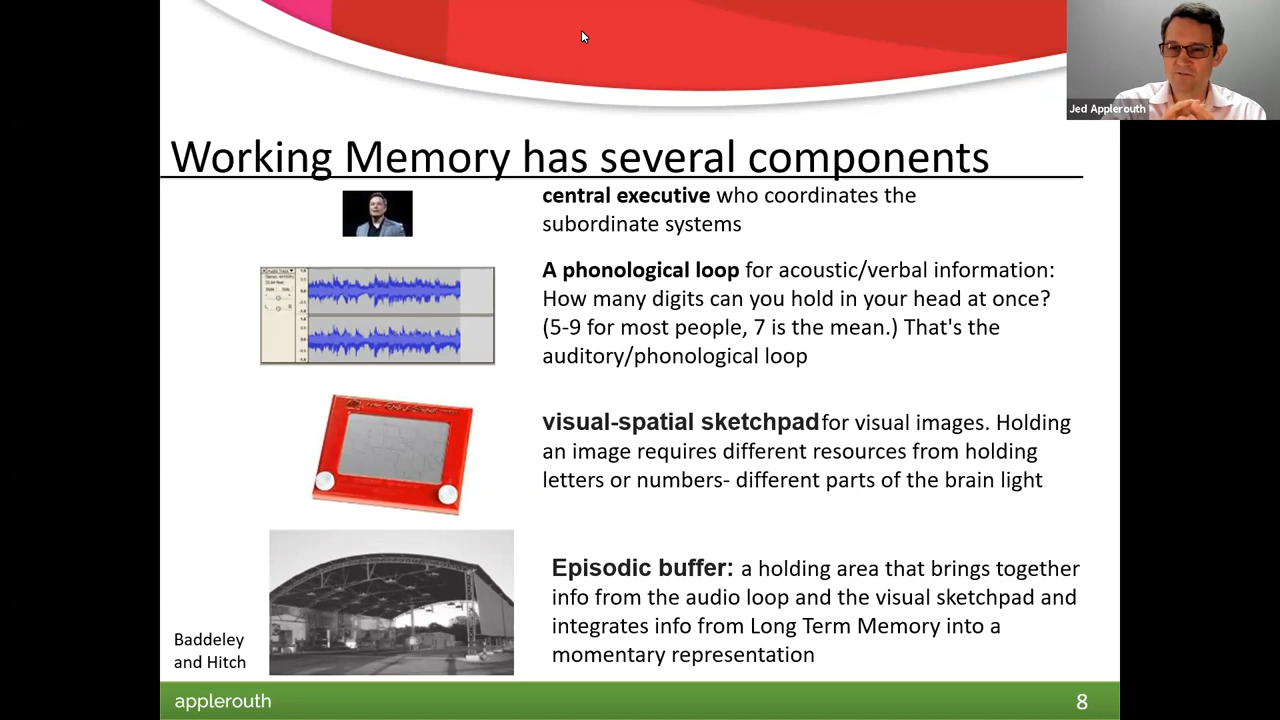 Jed Applerouth
Working Memory has several components
central executive who coordinates the
subordinate systems
A phonological loop for acoustic/verbal information:
How many digits can you hold in your head at once?
(5-9 for most people, 7 is the mean.) That's the
auditory/phonological loop
visual-spatial sketchpad for visual images. Holding
an image requires different resources from holding
letters or numbers- different parts of the brain light
Episodic buffer: a holding area that brings together
info from the audio loop and the visual sketchpad and
integrates info from Long Term Memory into a
momentary representation
Baddeley
and Hitch
applerouth
8